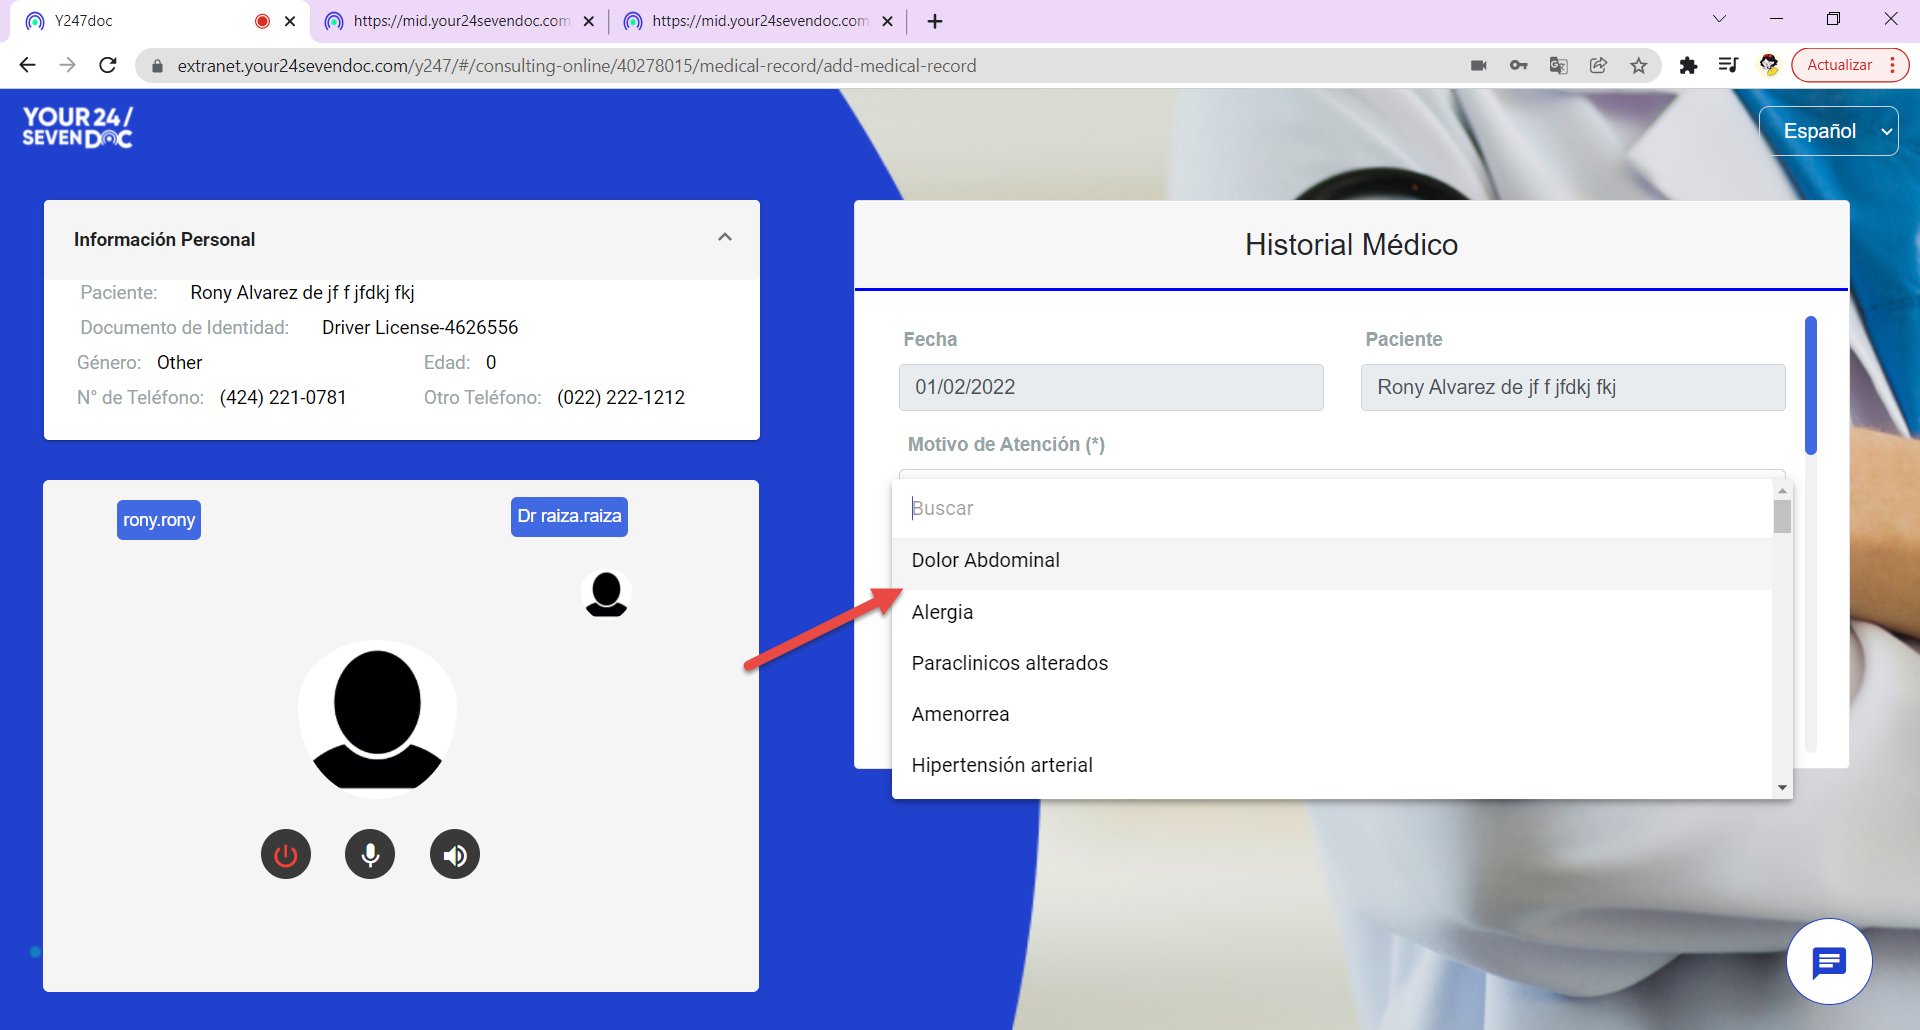 Y247doc
https://mid.your24sevendoc.com
https://mid.your24sevendoc.com
extranet.your24sevendoc.com/y247/#/consulting-online/40278015/medical-record/add-medical-record
Actualizar
YOUR 24/
SEVENDOC
Español
Información Personal
Paciente: Rony Alvarez de jf f jfdkj fkj
Documento de Identidad: Driver License-4626556
Género: Other Edad: 0
N° de Teléfono: (424) 221-0781 Otro Teléfono: (022) 222-1212
rony.rony
Dr raiza.raiza
Historial Médico
Fecha
Paciente
01/02/2022
Rony Alvarez de jf f jfdkj fkj
Motivo de Atención (*)
Buscar
Dolor Abdominal
Alergia
Paraclinicos alterados
Amenorrea
Hipertensión arterial